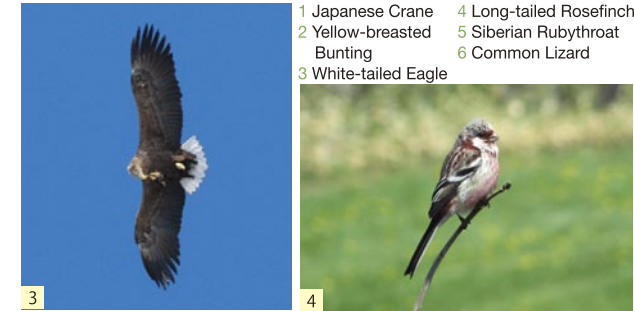 1 Japanese Crane
2 Yellow-breasted
Bunting
3 White-tailed Eagle
4 Long-tailed Rosefinch
5 Siberian Rubythroat
6 Common Lizard
3
4